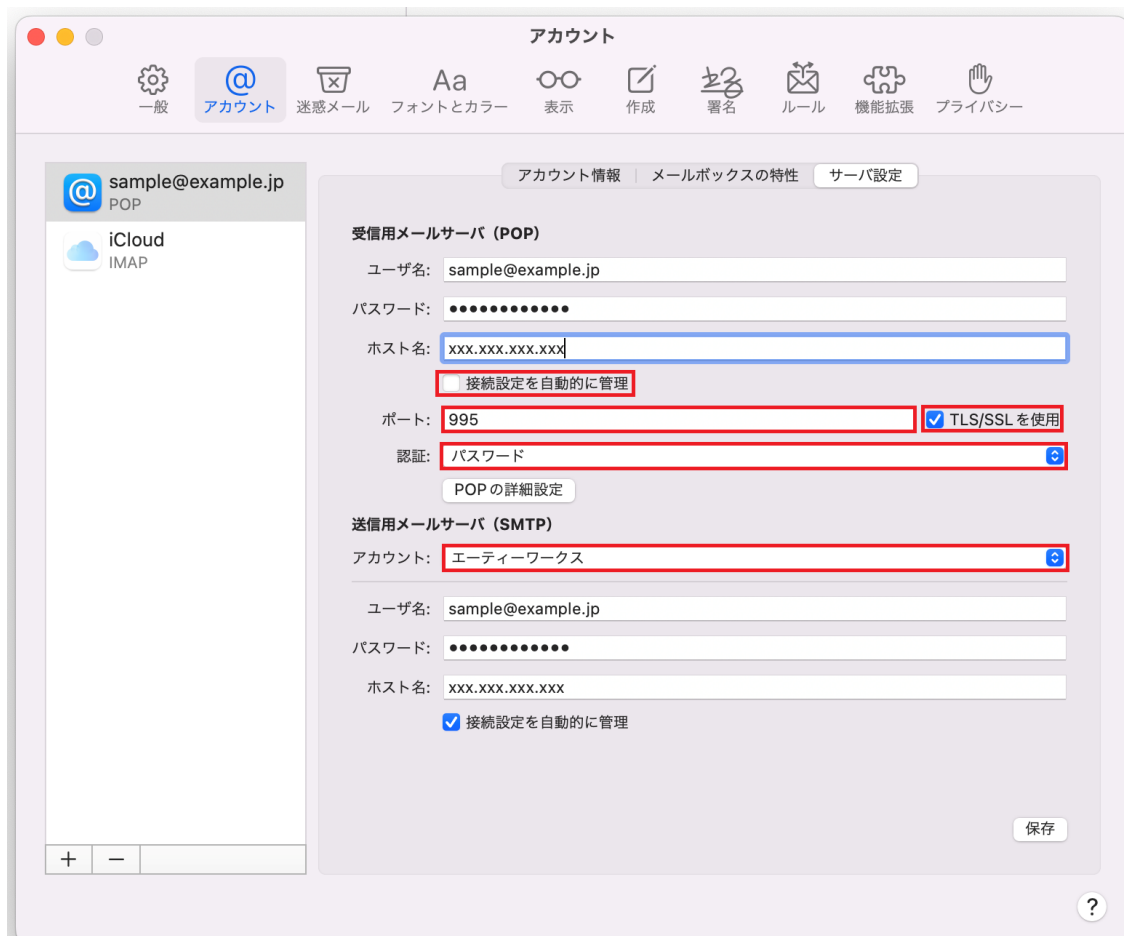 アカウント
一般 アカウント 迷惑メール フォントとカラー 表示 作成 署名 ルール 機能拡張 プライバシー
sample@example.jp
POP
iCloud
IMAP
アカウント情報 メールボックスの特性 サーバ設定
受信用メールサーバ（POP）
ユーザ名: sample@example.jp
パスワード: ●●●●●●●●●●●●
ホスト名: xxx.xxx.xxx.xxx
接続設定を自動的に管理
ポート: 995 TLS/SSL を使用
認証: パスワード
POP の詳細設定
送信用メールサーバ（SMTP）
アカウント: エーティーワークス
ユーザ名: sample@example.jp
パスワード: ●●●●●●●●●●●●
ホスト名: xxx.xxx.xxx.xxx
接続設定を自動的に管理
保存
?